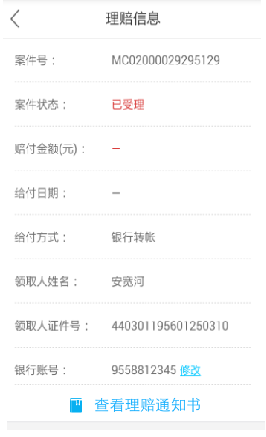 理赔信息
案件号： MC02000029295129
案件状态： 已受理
赔付金额(元)： –
给付日期： –
给付方式： 银行转账
领取人姓名： 安宽河
领取人证件号： 440301195601250310
银行账号： 9558812345 修改
查看理赔通知书